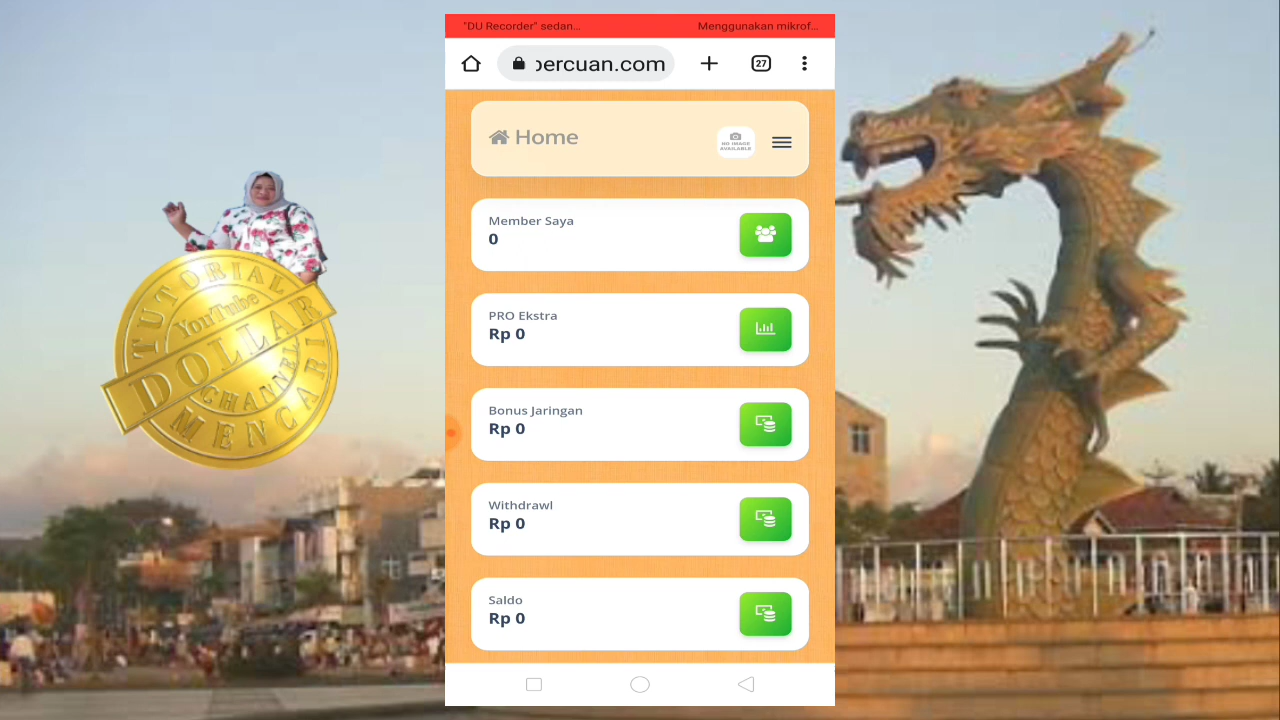 "DU Recorder" sedan...
Menggunakan mikrof...
percuan.com
27
Home
NO IMAGE
AVAILABLE
Member Saya
0
PRO Ekstra
Rp 0
Bonus Jaringan
Rp 0
Withdrawl
Rp 0
Saldo
Rp 0
TUTORIAL
YouTube
DOLLAR
CHANNEL
MENCARI